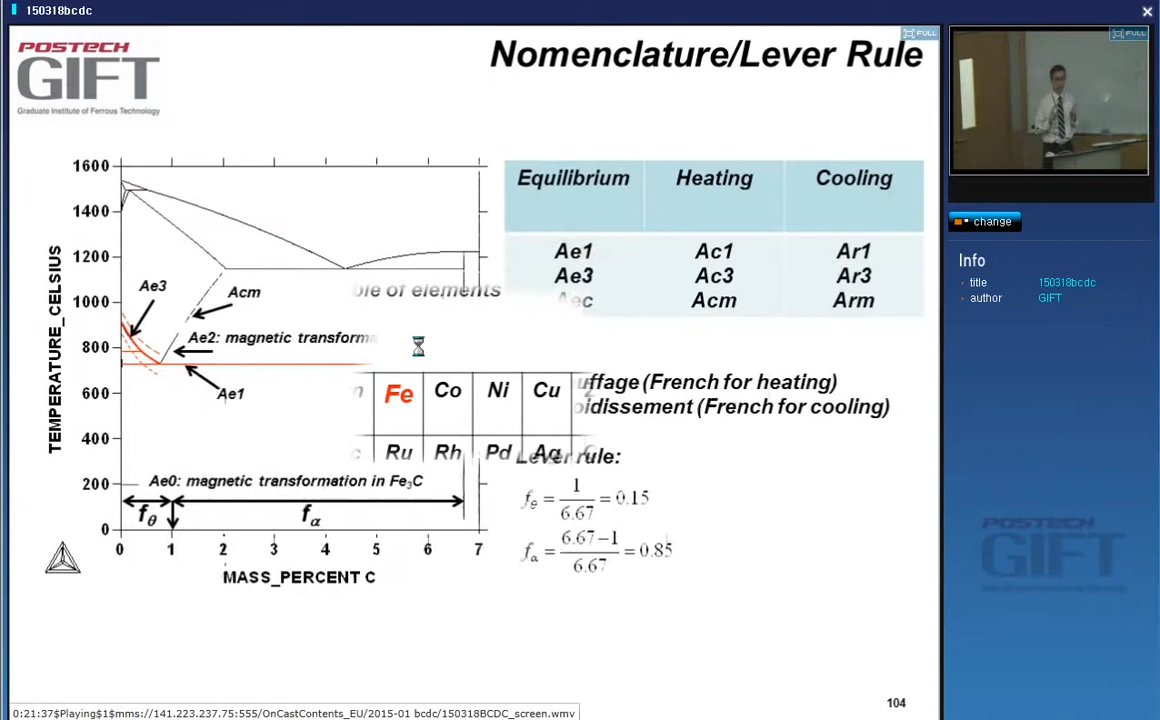 150318bcdc
POSTECH
GIFT
Graduate Institute of Ferrous Technology
Nomenclature/Lever Rule
FULL
FULL
change
Info
title 150318bcdc
author GIFT
Equilibrium Heating Cooling
Ae1 Ac1 Ar1
Ae3 Ac3 Ar3
Aec Acm Arm
1600
1400
1200
1000
800
600
400
200
0
TEMPERATURE_CELSIUS
Ae3
Acm
ble of elements
Ae2: magnetic transforma
Ae1
Fe Co Ni Cu
Ru Rh Pd Ag
uffage (French for heating)
oidissement (French for cooling)
Lever rule:
fθ = 1/6.67 = 0.15
fα = 6.67−1/6.67 = 0.85
Ae0: magnetic transformation in Fe3C
fθ fα
0 1 2 3 4 5 6 7
MASS_PERCENT C
POSTECH
GIFT
104
0:21:37$Playing$1$mms://141.223.237.75:555/OnCastContents_EU/2015-01 bcdc/150318BCDC_screen.wmv